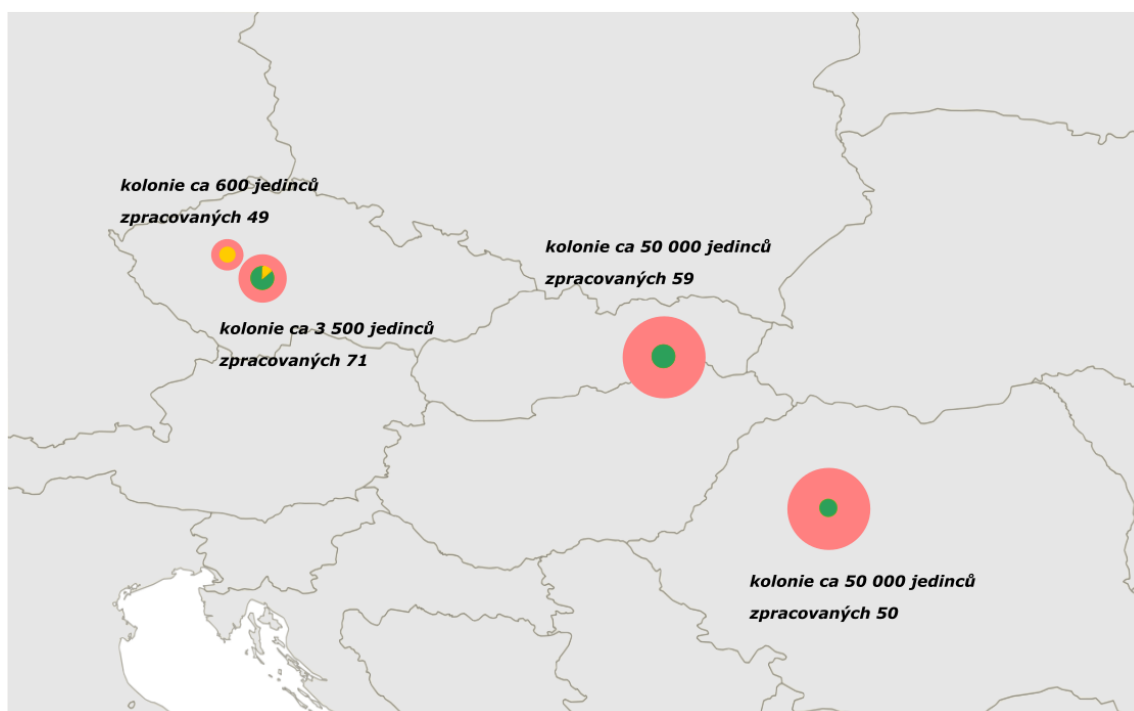 kolonie ca 600 jedinců
zpracovaných 49
kolonie ca 50 000 jedinců
zpracovaných 59
kolonie ca 3 500 jedinců
zpracovaných 71
kolonie ca 50 000 jedinců
zpracovaných 50